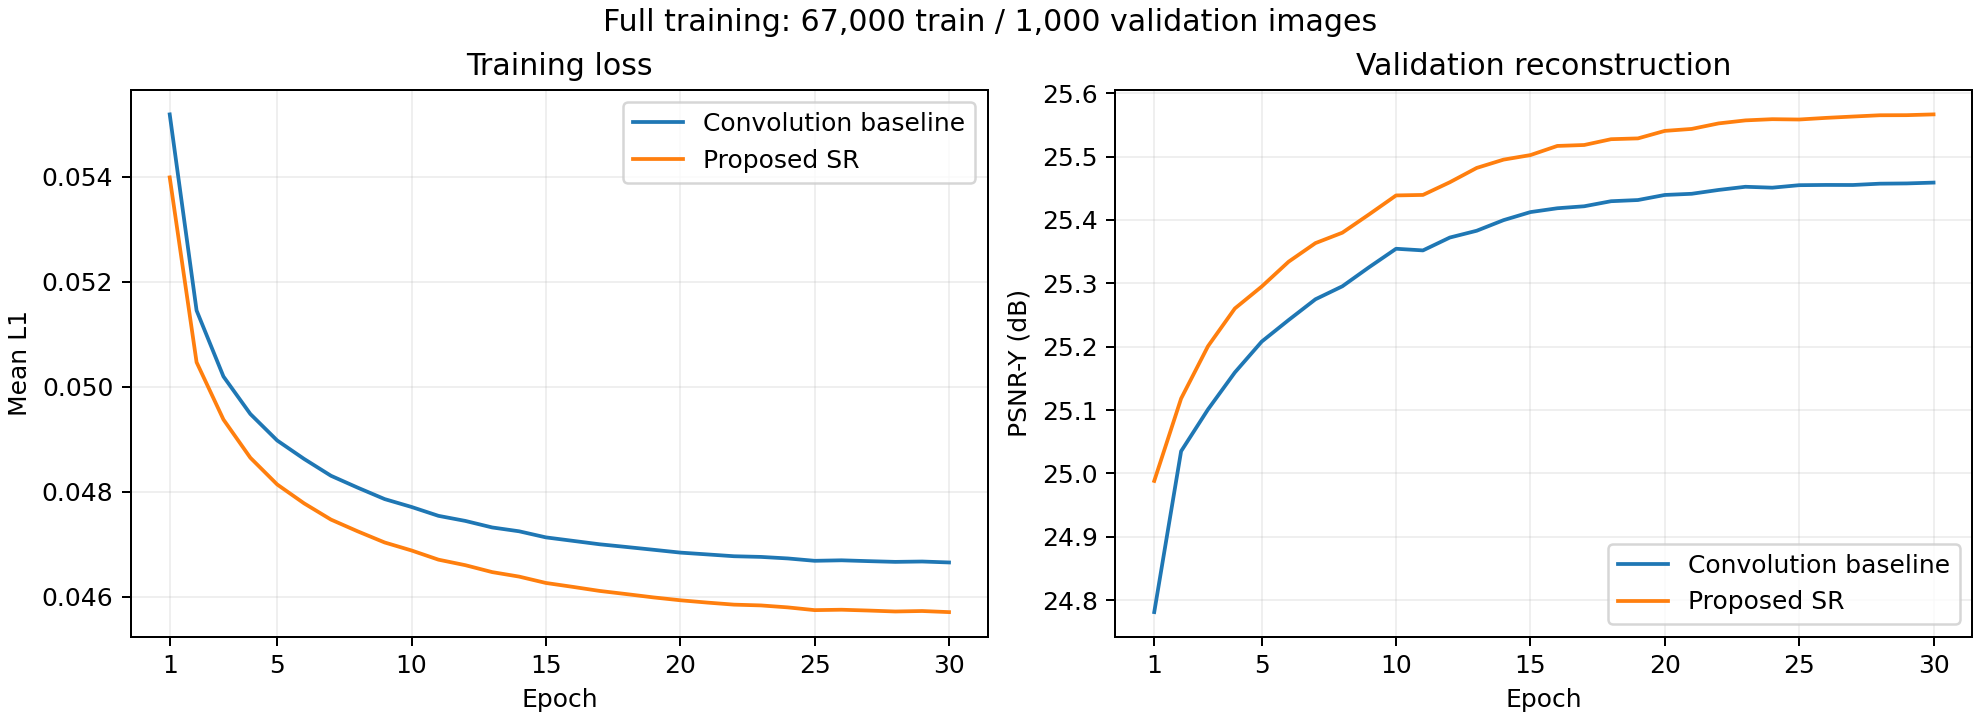 Full training: 67,000 train / 1,000 validation images
Training loss
Mean L1
0.054
0.052
0.050
0.048
0.046
Convolution baseline
Proposed SR
1 5 10 15 20 25 30
Epoch
Validation reconstruction
PSNR-Y (dB)
25.6
25.5
25.4
25.3
25.2
25.1
25.0
24.9
24.8
Convolution baseline
Proposed SR
1 5 10 15 20 25 30
Epoch